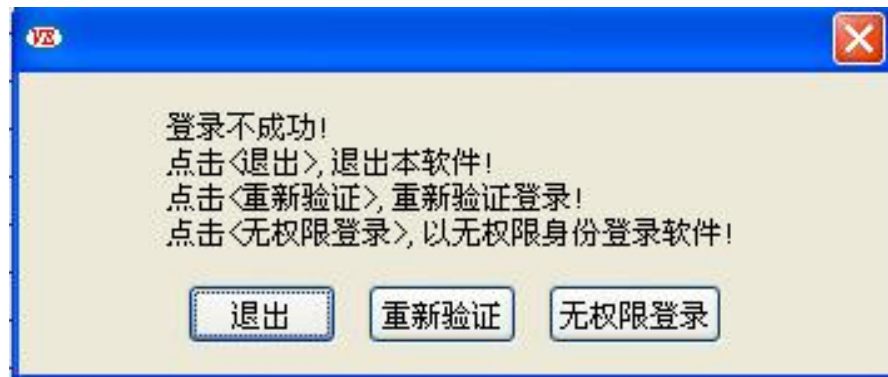 登录不成功!
点击<退出>,退出本软件!
点击<重新验证>,重新验证登录!
点击<无权限登录>,以无权限身份登录软件!
退出 重新验证 无权限登录